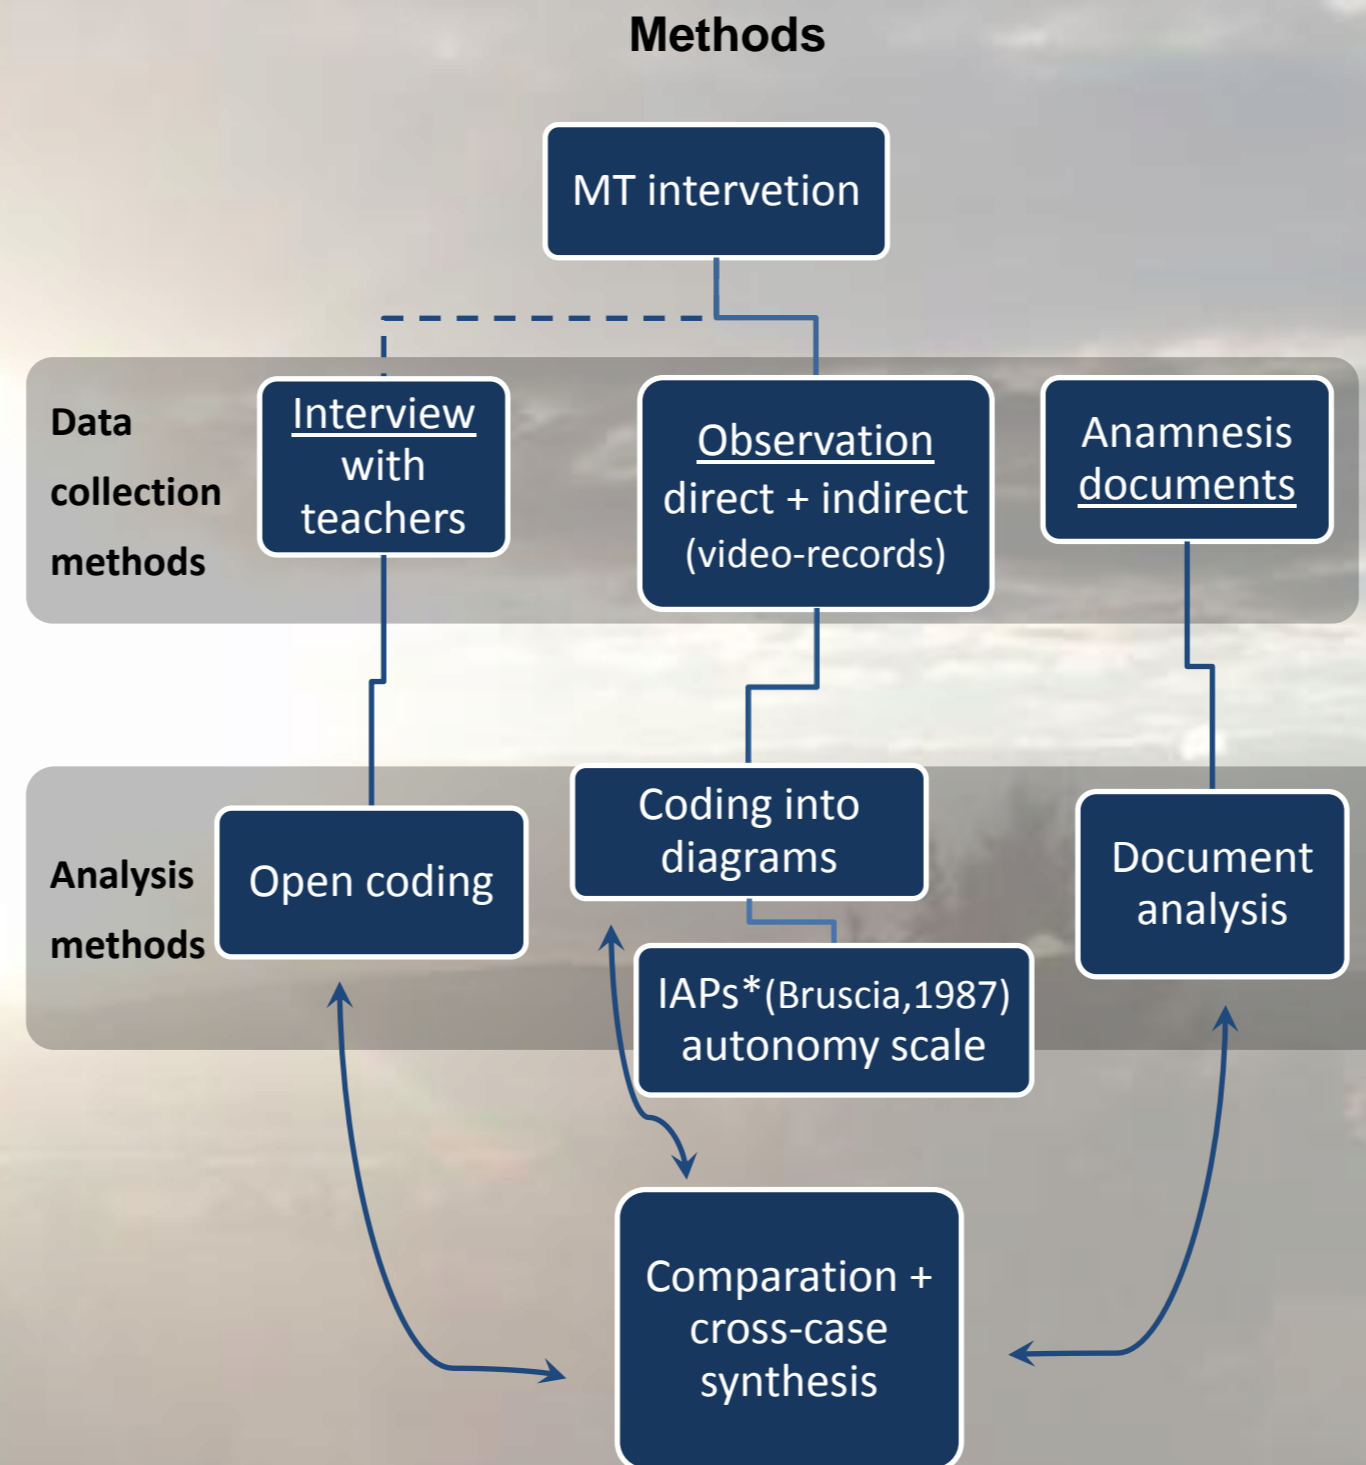 Methods
MT intervetion
Data
collection
methods
Interview
with
teachers
Observation
direct + indirect
(video-records)
Anamnesis
documents
Analysis
methods
Open coding
Coding into
diagrams
IAPs*(Bruscia,1987)
autonomy scale
Document
analysis
Comparation +
cross-case
synthesis